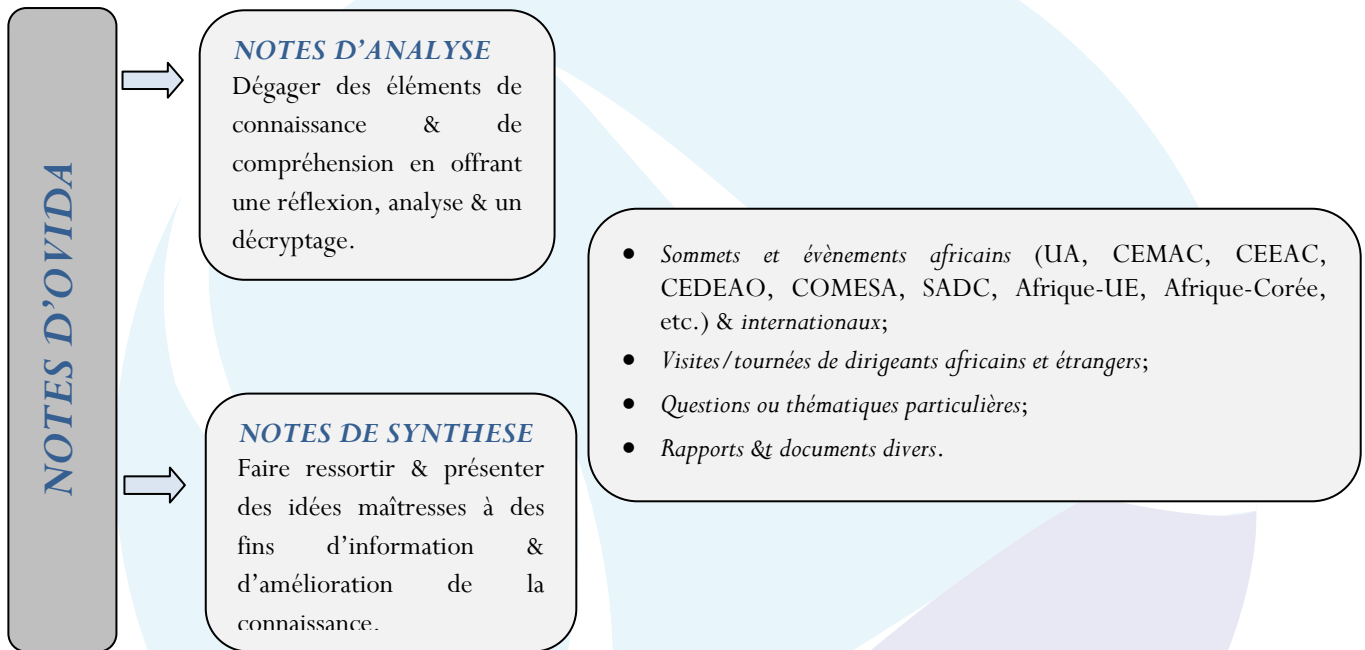 NOTES D'OVIDA
NOTES D'ANALYSE
Dégager des éléments de
connaissance & de
compréhension en offrant
une réflexion, analyse & un
décryptage.
NOTES DE SYNTHESE
Faire ressortir & présenter
des idées maîtresses à des
fins d'information &
d'amélioration de la
connaissance.
• Sommets et évènements africains (UA, CEMAC, CEEAC,
CEDEAO, COMESA, SADC, Afrique-UE, Afrique-Corée,
etc.) & internationaux;
• Visites/tournées de dirigeants africains et étrangers;
• Questions ou thématiques particulières;
• Rapports &t documents divers.